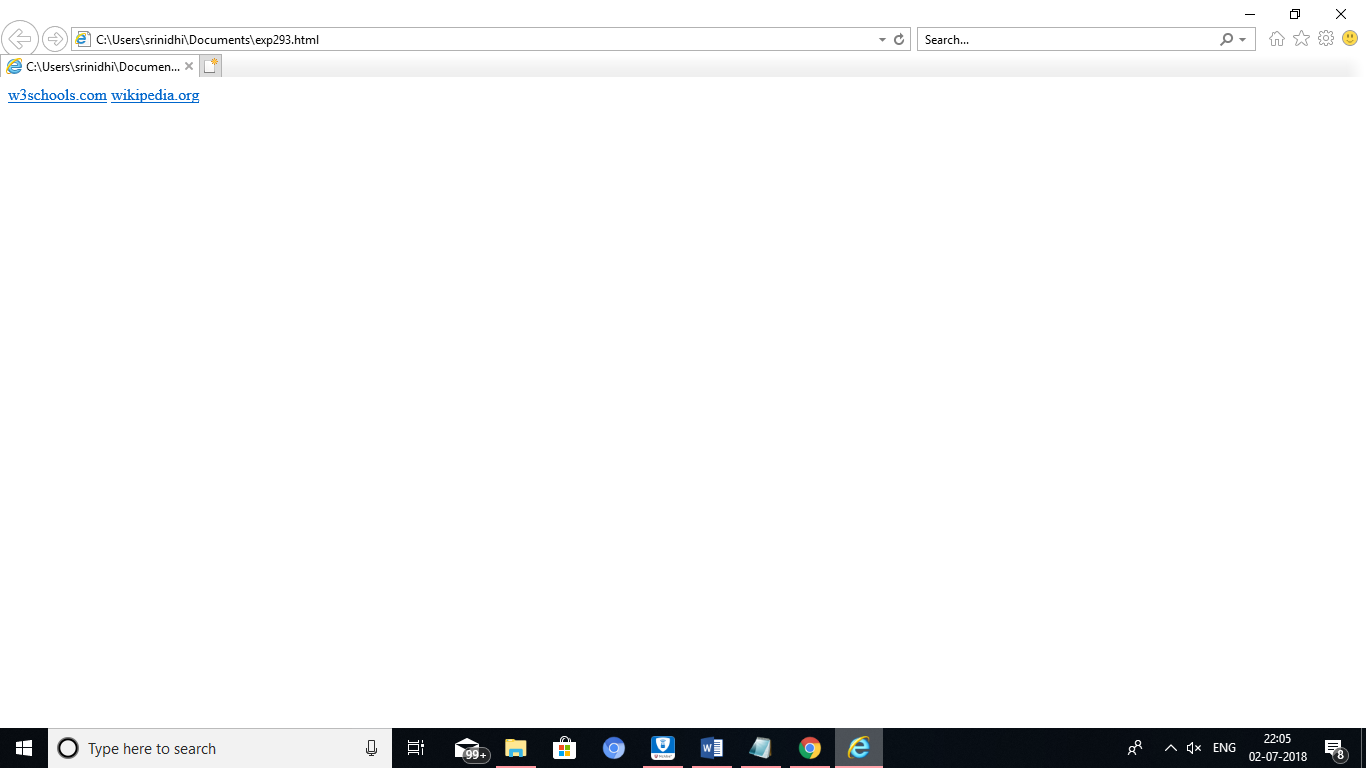 C:\Users\srinidhi\Documents\exp293.html
Search...
C:\Users\srinidhi\Documen...
w3schools.com wikipedia.org
Type here to search
99+
ENG
22:05
02-07-2018
8